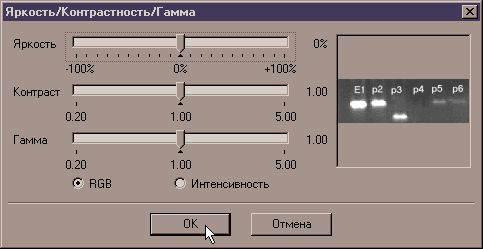 Яркость/Контрастность/Гамма
Яркость 0%
-100% 0% +100%
Контраст 1.00
0.20 1.00 5.00
Гамма 1.00
0.20 1.00 5.00
RGB Интенсивность
E1 p2 p3 p4 p5 p6
OK Отмена